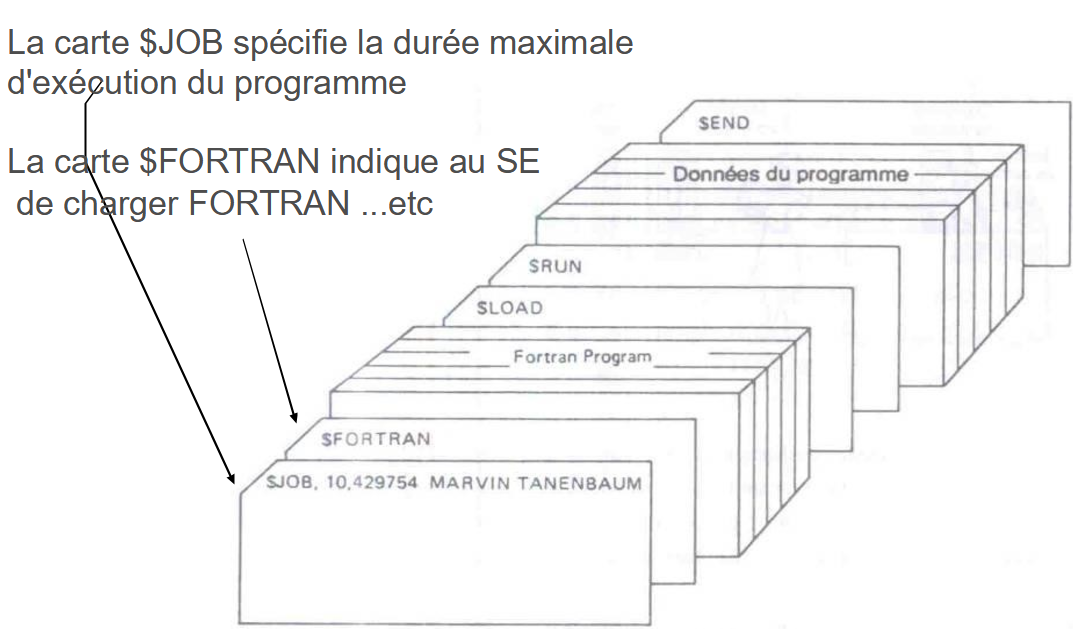 La carte $JOB spécifie la durée maximale
d'exécution du programme
La carte $FORTRAN indique au SE
de charger FORTRAN ...etc
$END
Données du programme
$RUN
$LOAD
Fortran Program
$FORTRAN
$JOB, 10,429754 MARVIN TANENBAUM